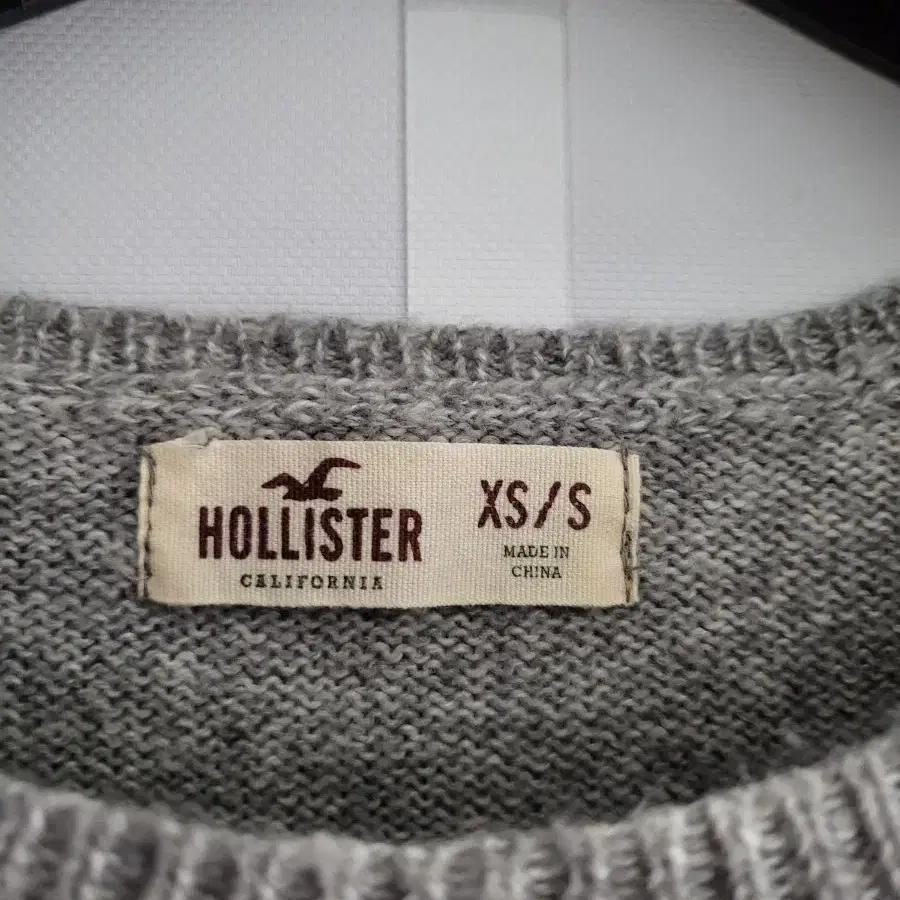 HOLLISTER
CALIFORNIA
XS/S
MADE IN
CHINA